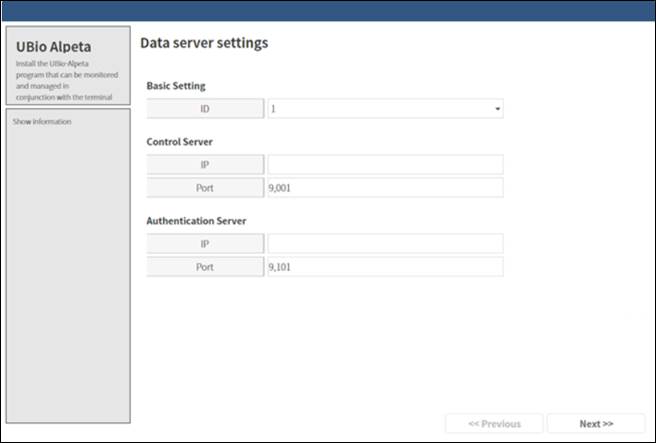 UBio Alpeta
Install the UBio-Alpeta
program that can be monitored
and managed in
conjunction with the terminal
Show information
Data server settings
Basic Setting
ID 1
Control Server
IP
Port 9,001
Authentication Server
IP
Port 9,101
<< Previous Next >>